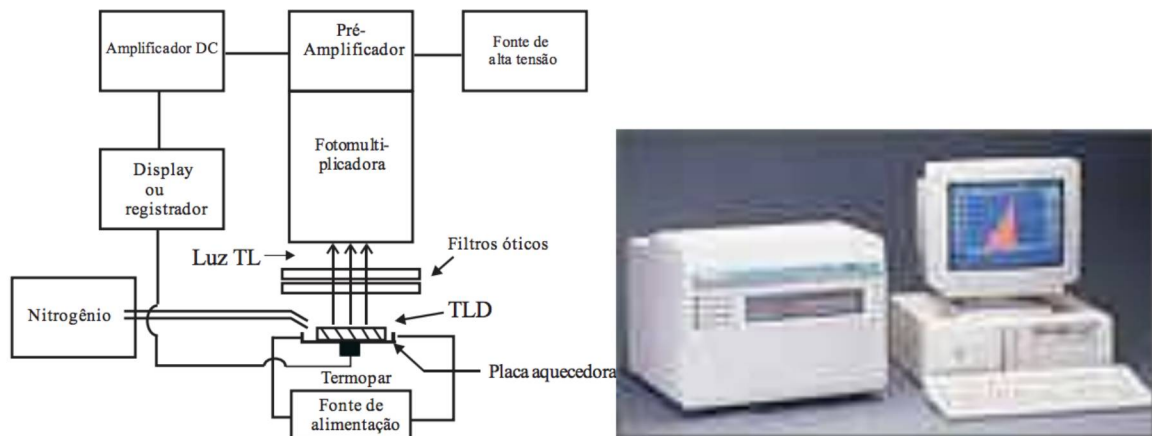 Amplificador DC
Pré-
Amplificador
Fonte de
alta tensão
Fotomulti-
plicadora
Display
ou
registrador
Luz TL
Filtros óticos
Nitrogênio
TLD
Placa aquecedora
Termopar
Fonte de
alimentação